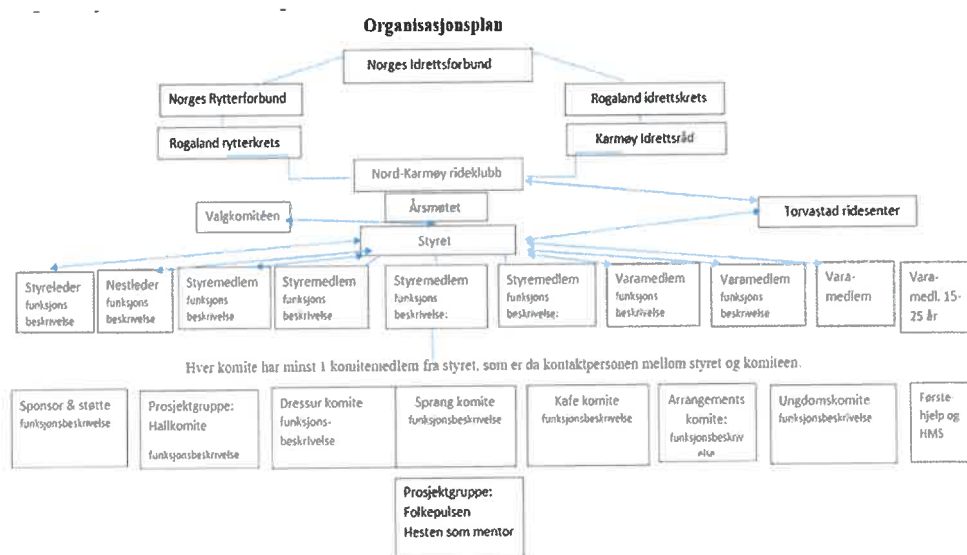 Organisasjonsplan
Norges Idrettsforbund
Norges Rytterforbund
Rogaland idrettskrets
Rogaland rytterkrets
Karmøy Idrettsråd
Nord-Karmøy rideklubb
Årsmøtet
Valgkomitéen
Torvastad ridesenter
Styret
Styreleder
funksjons
beskrivelse
Nestleder
funksjons
beskrivelse
Styremedlem
funksjons
beskrivelse
Styremedlem
funksjons
beskrivelse
Styremedlem
funksjons
beskrivelse:
Styremedlem
funksjons
beskrivelse:
Varamedlem
funksjons
beskrivelse
Varamedlem
funksjons
beskrivelse
Vara-
medlem
Vara-
medl. 15-
25 år
Hver komite har minst 1 komitemedlem fra styret, som er da kontaktpersonen mellom styret og komiteen.
Sponsor & støtte
funksjonsbeskrivelse
Prosjektgruppe:
Hallkomite
funksjonsbeskrivelse
Dressur komite
funksjons-
beskrivelse
Sprang komite
funksjonsbeskrivelse
Kafe komite
funksjonsbeskrivelse
Arrangements
komite:
funksjonsbeskriv
else
Ungdomskomite
funksjonsbeskrivelse
Første-
hjelp og
HMS
Prosjektgruppe:
Folkepulsen
Hesten som mentor